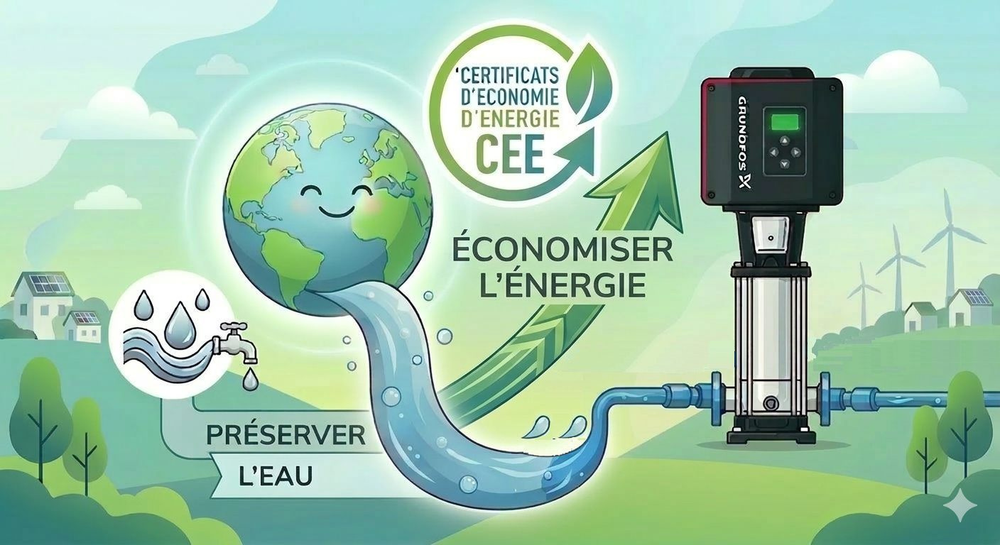 ‘CERTIFICATS
D’ECONOMIE
D’ENERGIE
CEE
GRUNDFOS
ÉCONOMISER
L’ÉNERGIE
PRÉSERVER
L’EAU